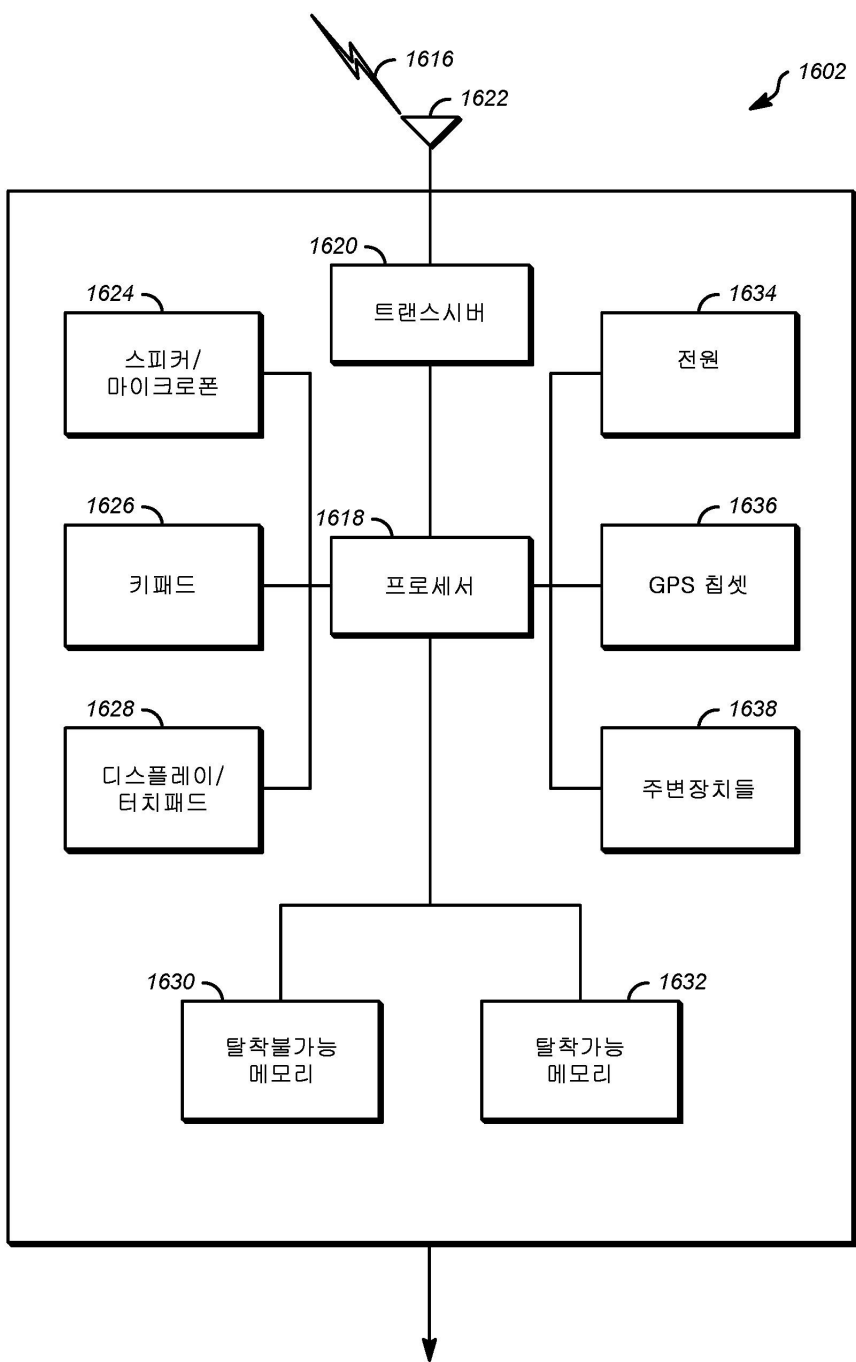 1616
1602
1622
1620
트랜스시버
1624
스피커/
마이크로폰
1634
전원
1626
키패드
1618
프로세서
1636
GPS 칩셋
1628
디스플레이/
터치패드
1638
주변장치들
1630
탈착불가능
메모리
1632
탈착가능
메모리